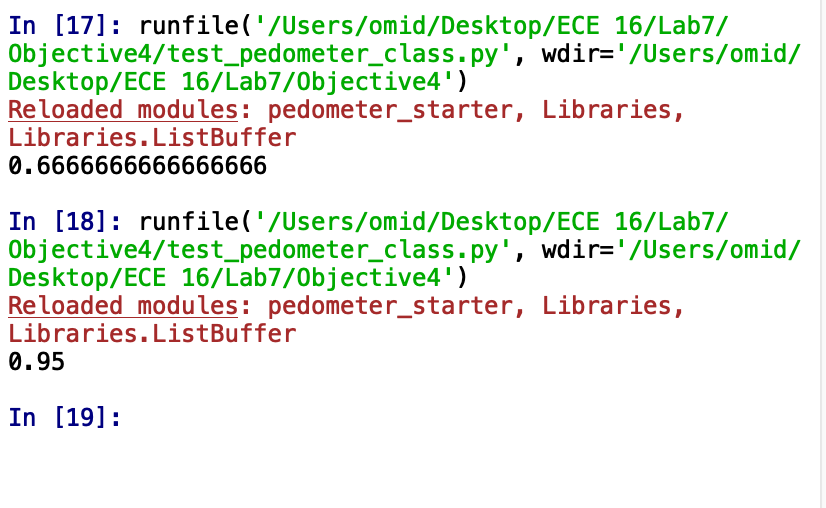 In [17]: runfile('/Users/omid/Desktop/ECE 16/Lab7/
Objective4/test_pedometer_class.py', wdir='/Users/omid/
Desktop/ECE 16/Lab7/Objective4')
Reloaded modules: pedometer_starter, Libraries,
Libraries.ListBuffer
0.6666666666666666
In [18]: runfile('/Users/omid/Desktop/ECE 16/Lab7/
Objective4/test_pedometer_class.py', wdir='/Users/omid/
Desktop/ECE 16/Lab7/Objective4')
Reloaded modules: pedometer_starter, Libraries,
Libraries.ListBuffer
0.95
In [19]: